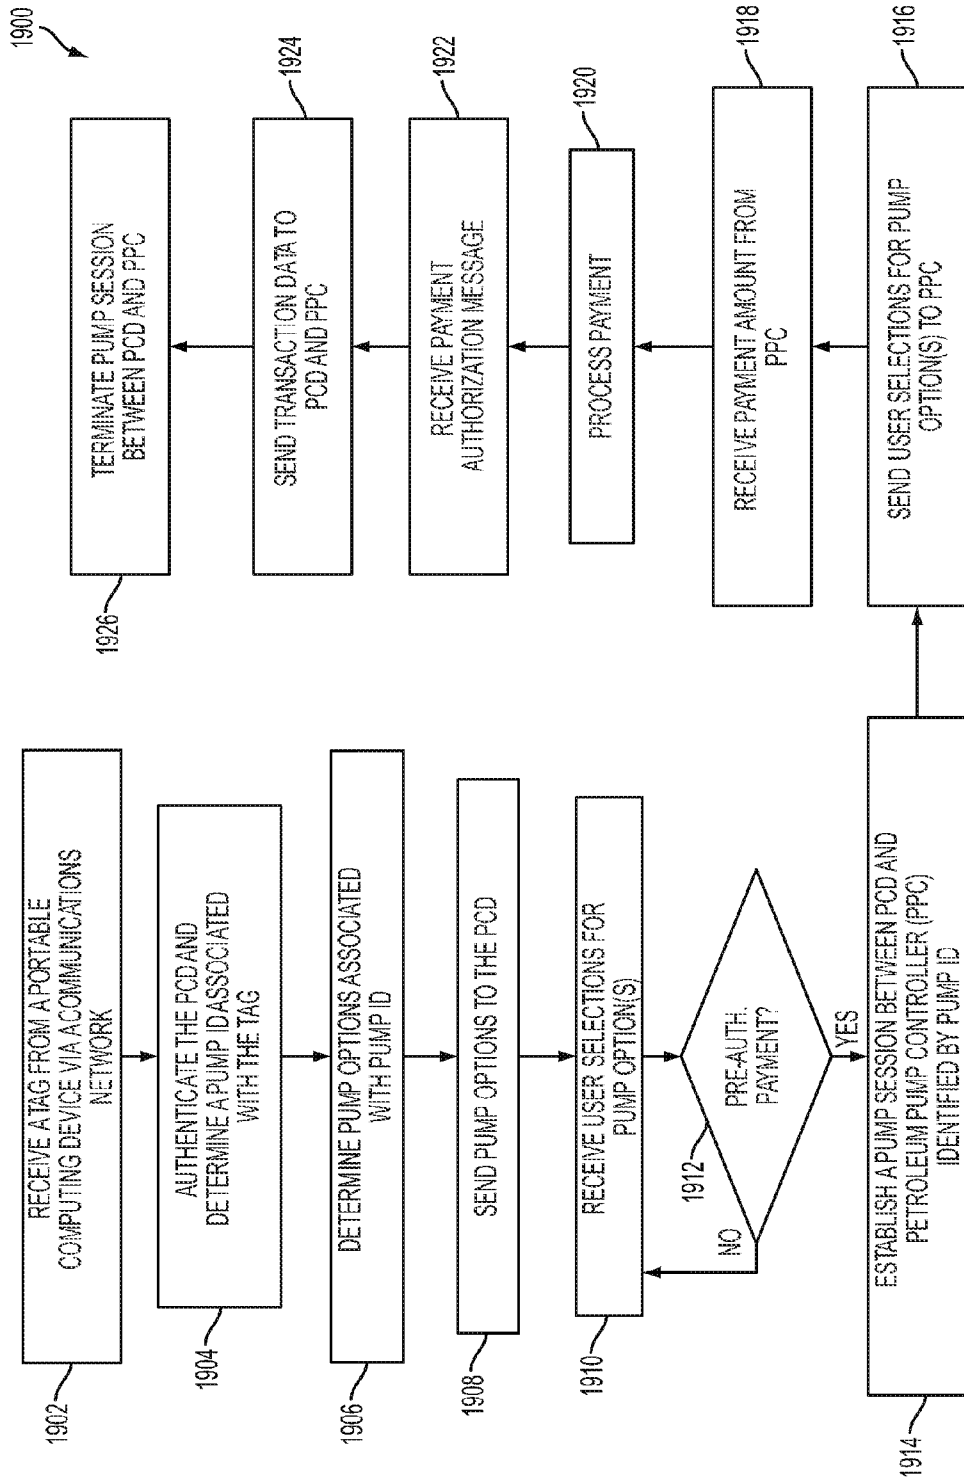 1900
RECEIVE A TAG FROM A PORTABLE
COMPUTING DEVICE VIA A COMMUNICATIONS
NETWORK
1902
AUTHENTICATE THE PCD AND
DETERMINE A PUMP ID ASSOCIATED
WITH THE TAG
1904
DETERMINE PUMP OPTIONS ASSOCIATED
WITH PUMP ID
1906
SEND PUMP OPTIONS TO THE PCD
1908
RECEIVE USER SELECTIONS FOR
PUMP OPTION(S)
1910
PRE-AUTH.
PAYMENT?
1912
NO
YES
ESTABLISH A PUMP SESSION BETWEEN PCD AND
PETROLEUM PUMP CONTROLLER (PPC)
IDENTIFIED BY PUMP ID
1914
SEND USER SELECTIONS FOR PUMP
OPTION(S) TO PPC
1916
RECEIVE PAYMENT AMOUNT FROM
PPC
1918
PROCESS PAYMENT
1920
RECEIVE PAYMENT
AUTHORIZATION MESSAGE
1922
SEND TRANSACTION DATA TO
PCD AND PPC
1924
TERMINATE PUMP SESSION
BETWEEN PCD AND PPC
1926